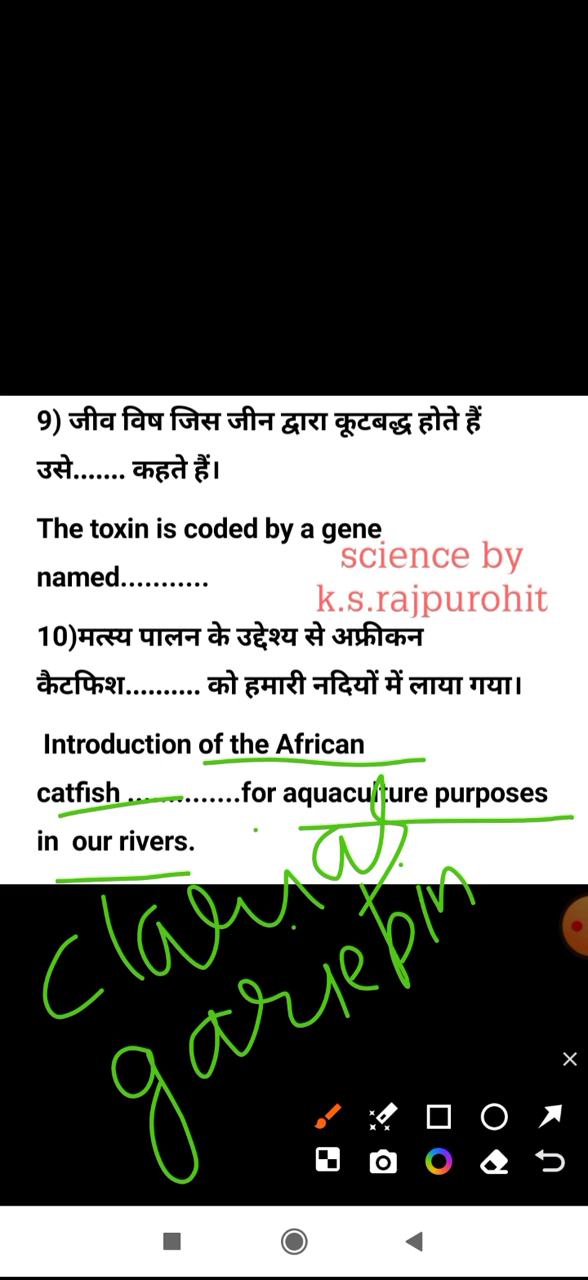 9) जीव विष जिस जीन द्वारा कूटबद्ध होते हैं
उसे....... कहते हैं।
The toxin is coded by a gene
named...........
science by
k.s.rajpurohit
10)मत्स्य पालन के उद्देश्य से अफ्रीकन
कैटफिश.......... को हमारी नदियों में लाया गया।
Introduction of the African
catfish .............for aquaculture purposes
in our rivers.
gariepin